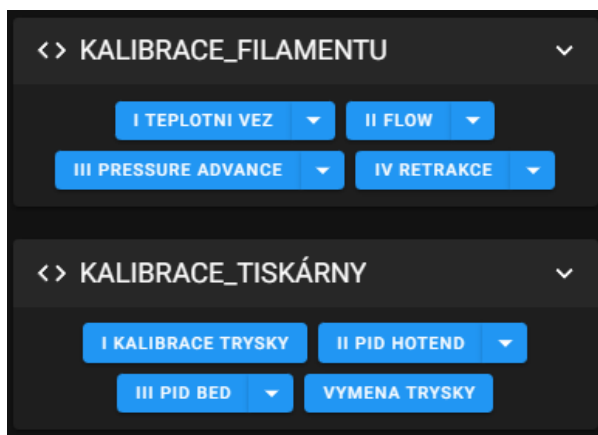 <> KALIBRACE_FILAMENTU
I TEPLOTNI VEZ
II FLOW
III PRESSURE ADVANCE
IV RETRAKCE
<> KALIBRACE_TISKÁRNY
I KALIBRACE TRYSKY
II PID HOTEND
III PID BED
VYMENA TRYSKY